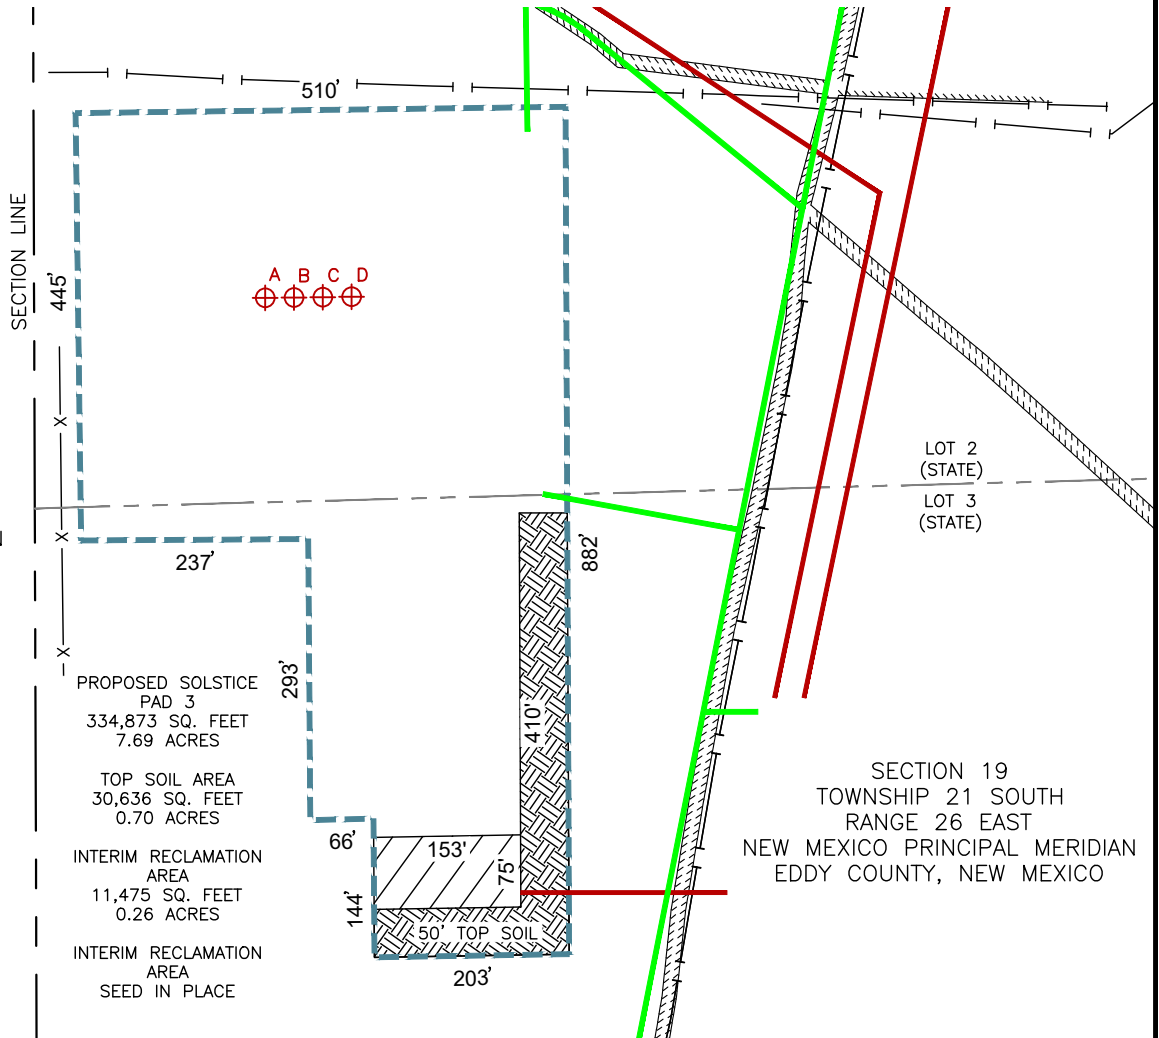 510'
SECTION LINE
445'
A B C D
LOT 2
(STATE)
LOT 3
(STATE)
X
X
X
237'
882'
293'
410'
PROPOSED SOLSTICE
PAD 3
334,873 SQ. FEET
7.69 ACRES
TOP SOIL AREA
30,636 SQ. FEET
0.70 ACRES
INTERIM RECLAMATION
AREA
11,475 SQ. FEET
0.26 ACRES
INTERIM RECLAMATION
AREA
SEED IN PLACE
66'
153'
75'
144'
50' TOP SOIL
203'
SECTION 19
TOWNSHIP 21 SOUTH
RANGE 26 EAST
NEW MEXICO PRINCIPAL MERIDIAN
EDDY COUNTY, NEW MEXICO